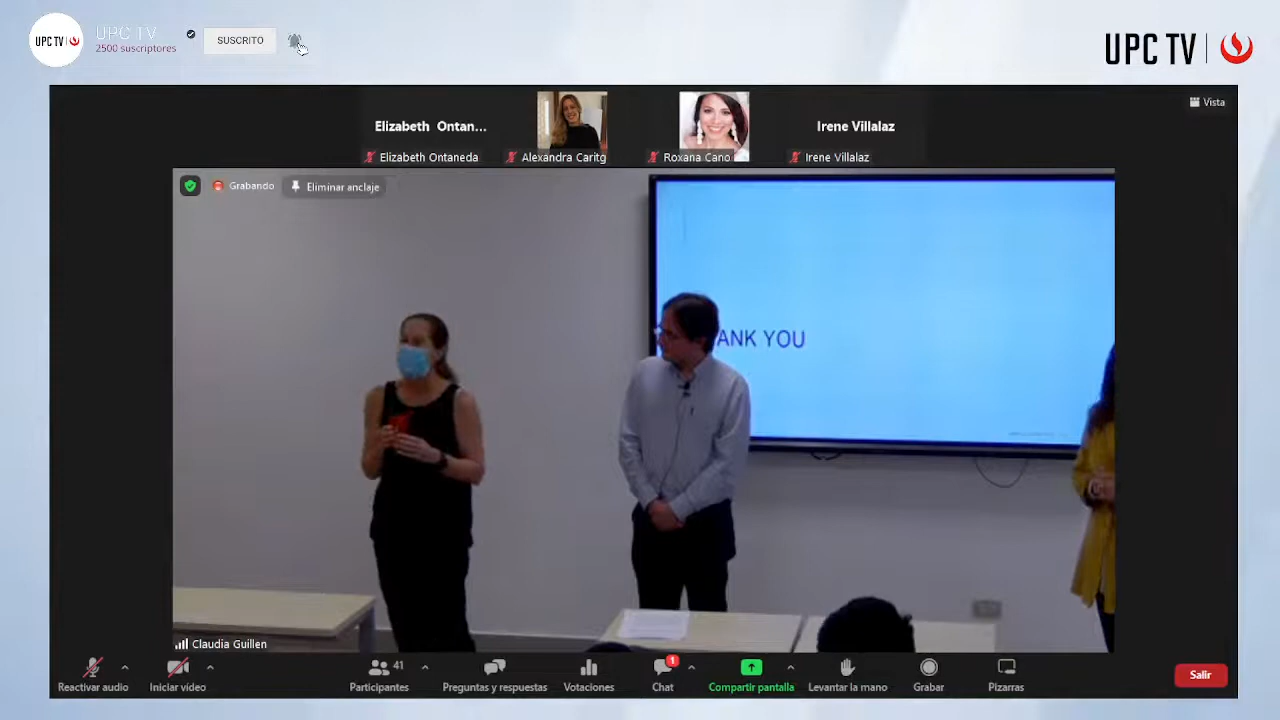 UPC TV
UPC TV
2500 suscriptores
SUSCRITO
UPC TV
Vista
Elizabeth Ontan...
Irene Villalaz
Elizabeth Ontaneda
Alexandra Caritg
Roxana Cano
Irene Villalaz
Grabando
Eliminar anclaje
ANK YOU
Claudia Guillen
Reactivar audio
Iniciar video
41
Participantes
Preguntas y respuestas
Votaciones
1
Chat
Compartir pantalla
Levantar la mano
Grabar
Pizarras
Salir